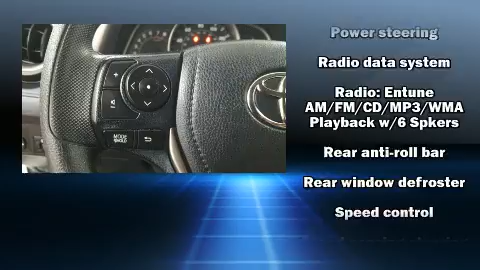 Power steering
Radio data system
Radio: Entune
AM/FM/CD/MP3/WMA
Playback w/6 Spkers
Rear anti-roll bar
Rear window defroster
Speed control
MODE